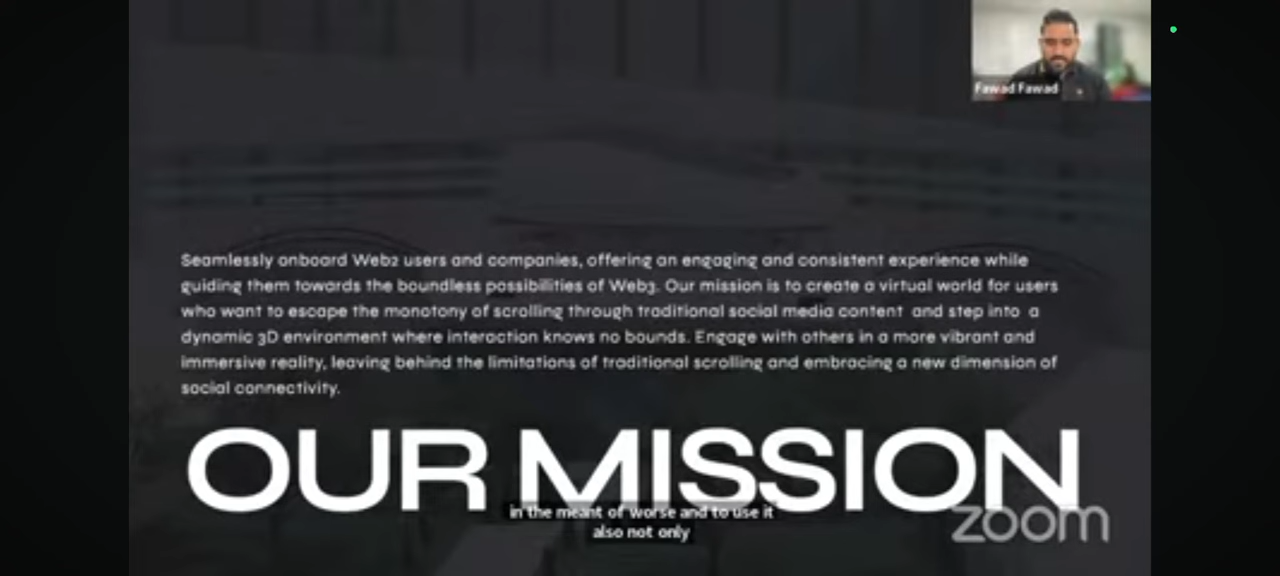 Fawad Fawad
Seamlessly onboard Web2 users and companies, offering an engaging and consistent experience while
guiding them towards the boundless possibilities of Web3. Our mission is to create a virtual world for users
who want to escape the monotony of scrolling through traditional social media content and step into a
dynamic 3D environment where interaction knows no bounds. Engage with others in a more vibrant and
immersive reality, leaving behind the limitations of traditional scrolling and embracing a new dimension of
social connectivity.
OUR MISSION
in the meant of worse and to use it
also not only
zoom